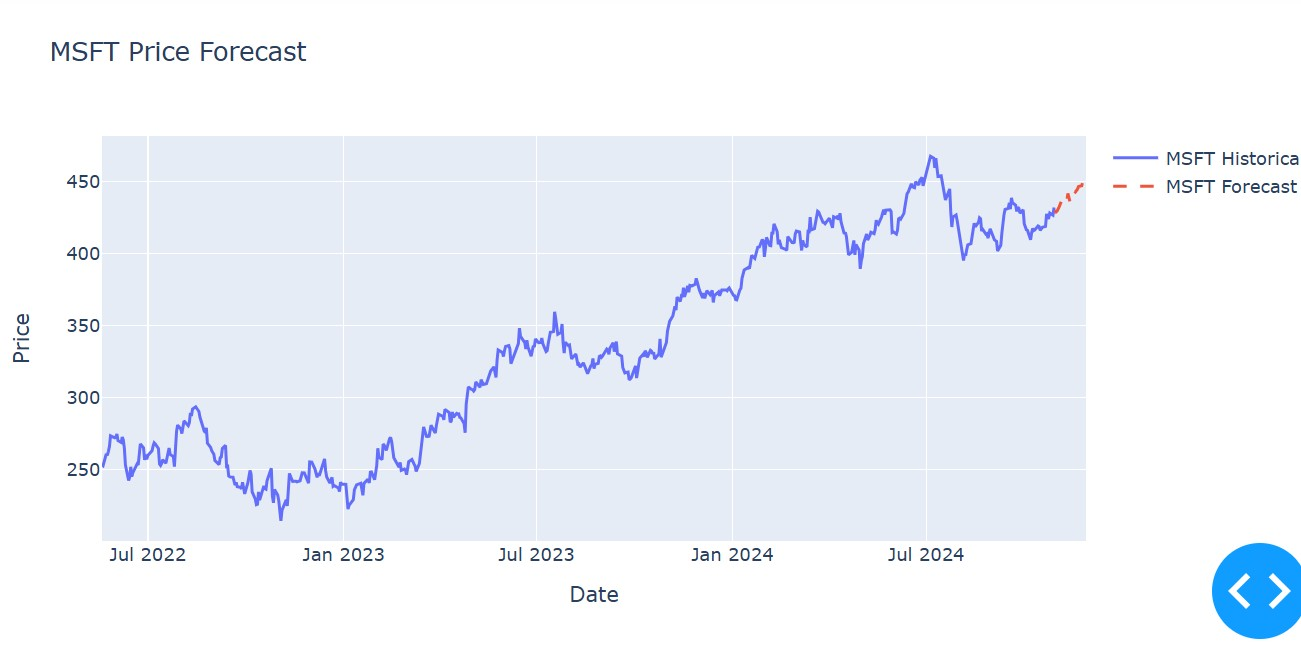 MSFT Price Forecast
MSFT Historica
MSFT Forecast
450
400
350
300
250
Price
Jul 2022
Jan 2023
Jul 2023
Jan 2024
Jul 2024
Date